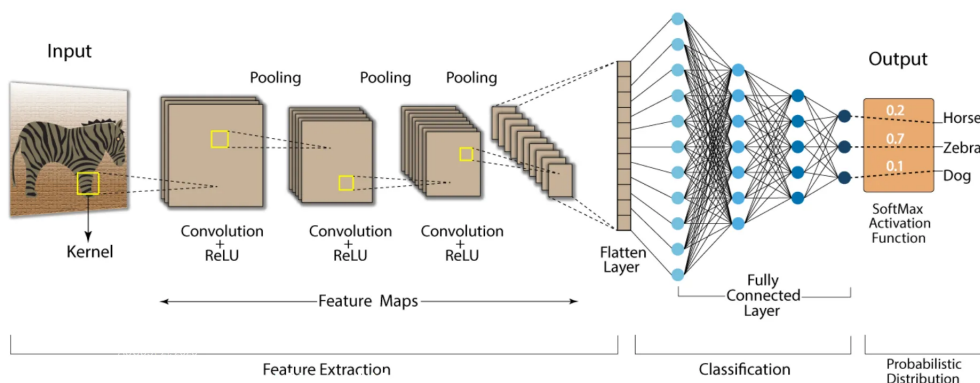 Input
Output
Pooling
Pooling
Pooling
0.2
Horse
0.7
Zebra
0.1
Dog
Kernel
Convolution
+
ReLU
Convolution
+
ReLU
Convolution
+
ReLU
Flatten
Layer
SoftMax
Activation
Function
Feature Maps
Fully
Connected
Layer
Feature Extraction
Classification
Probabilistic
Distribution